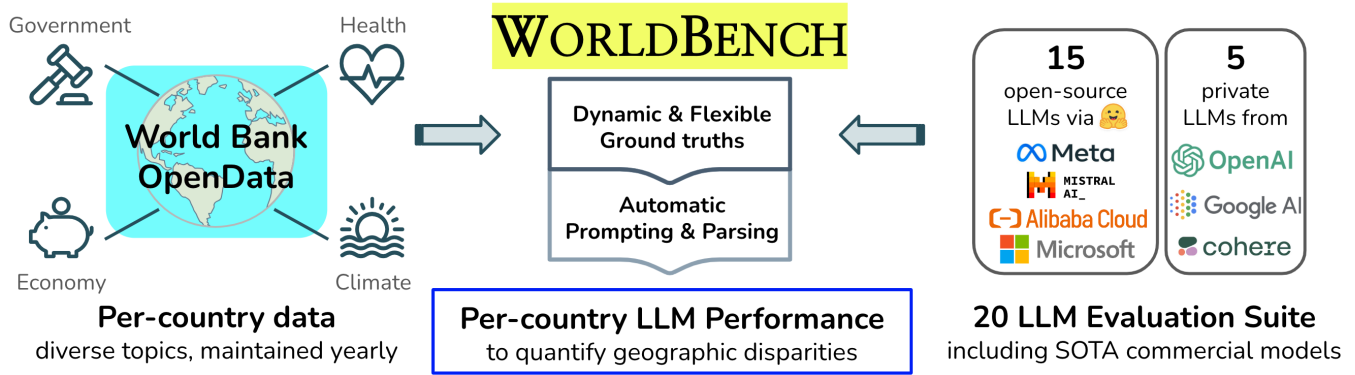 Government
Health
World Bank
OpenData
Economy
Climate
Per-country data
diverse topics, maintained yearly
WORLDBENCH
Dynamic & Flexible
Ground truths
Automatic
Prompting & Parsing
Per-country LLM Performance
to quantify geographic disparities
15
open-source
LLMs via 🤗
Meta
MISTRAL
AI_
Alibaba Cloud
Microsoft
5
private
LLMs from
OpenAI
Google AI
cohere
20 LLM Evaluation Suite
including SOTA commercial models